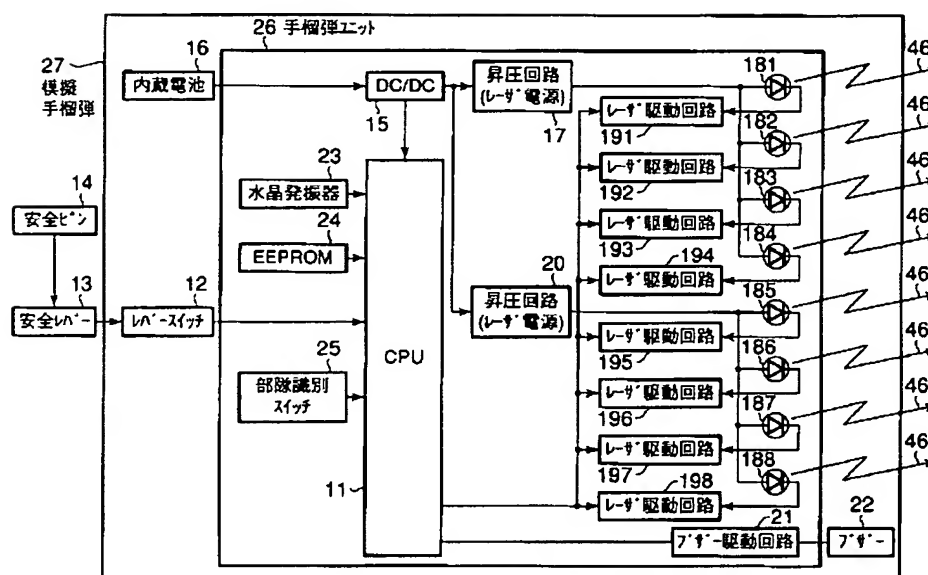 27
模擬
手榴弾
16
内蔵電池
26 手榴弾ユニット
DC/DC
15
昇圧回路
(レーザ電源)
17
181
46
レーザ駆動回路
191
182
46
レーザ駆動回路
192
183
46
レーザ駆動回路
193
184
46
194
レーザ駆動回路
14
安全ピン
23
水晶発振器
24
EEPROM
13
安全レバー
12
レバースイッチ
25
部隊識別
スイッチ
CPU
11
20
昇圧回路
(レーザ電源)
185
46
レーザ駆動回路
195
186
46
レーザ駆動回路
196
187
46
レーザ駆動回路
197
188
46
198
レーザ駆動回路
21
ブザー駆動回路
22
ブザー